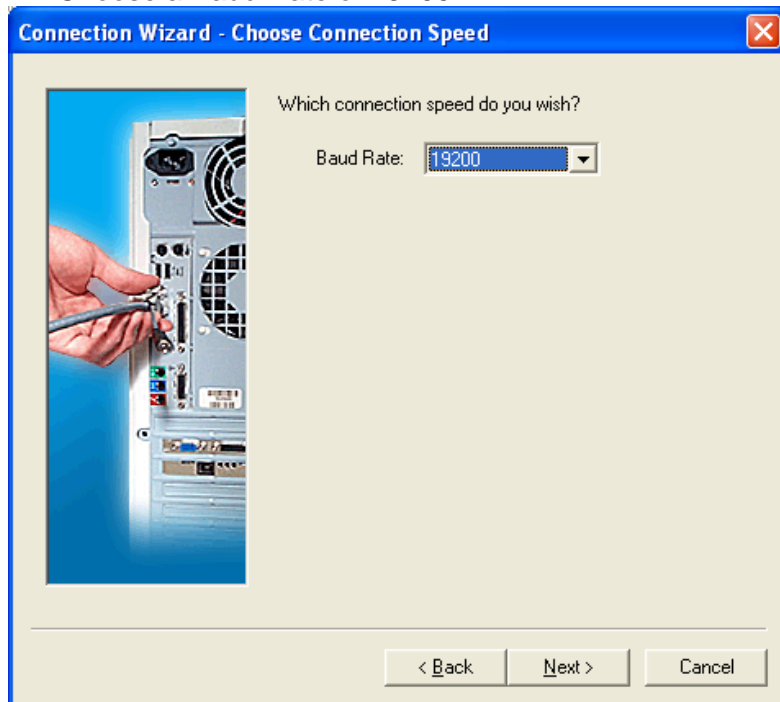 Connection Wizard - Choose Connection Speed
Which connection speed do you wish?
Baud Rate: 19200
< Back Next > Cancel